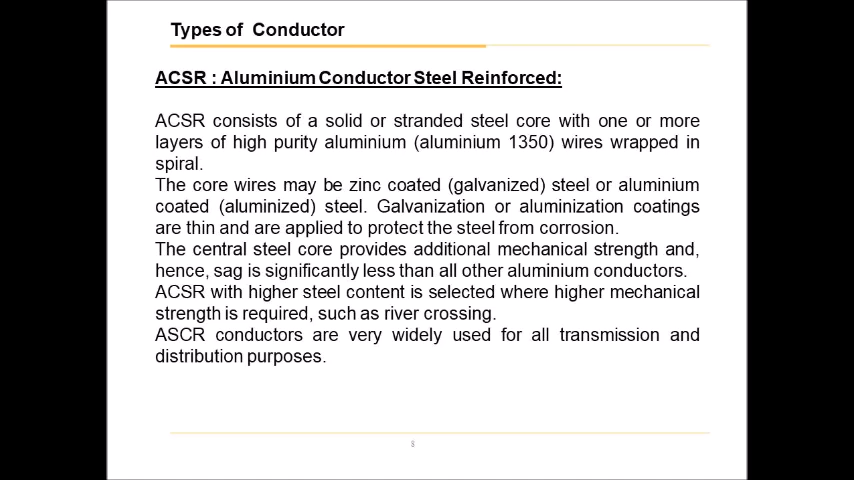 Types of Conductor
ACSR : Aluminium Conductor Steel Reinforced:
ACSR consists of a solid or stranded steel core with one or more
layers of high purity aluminium (aluminium 1350) wires wrapped in
spiral.
The core wires may be zinc coated (galvanized) steel or aluminium
coated (aluminized) steel. Galvanization or aluminization coatings
are thin and are applied to protect the steel from corrosion.
The central steel core provides additional mechanical strength and,
hence, sag is significantly less than all other aluminium conductors.
ACSR with higher steel content is selected where higher mechanical
strength is required, such as river crossing.
ASCR conductors are very widely used for all transmission and
distribution purposes.